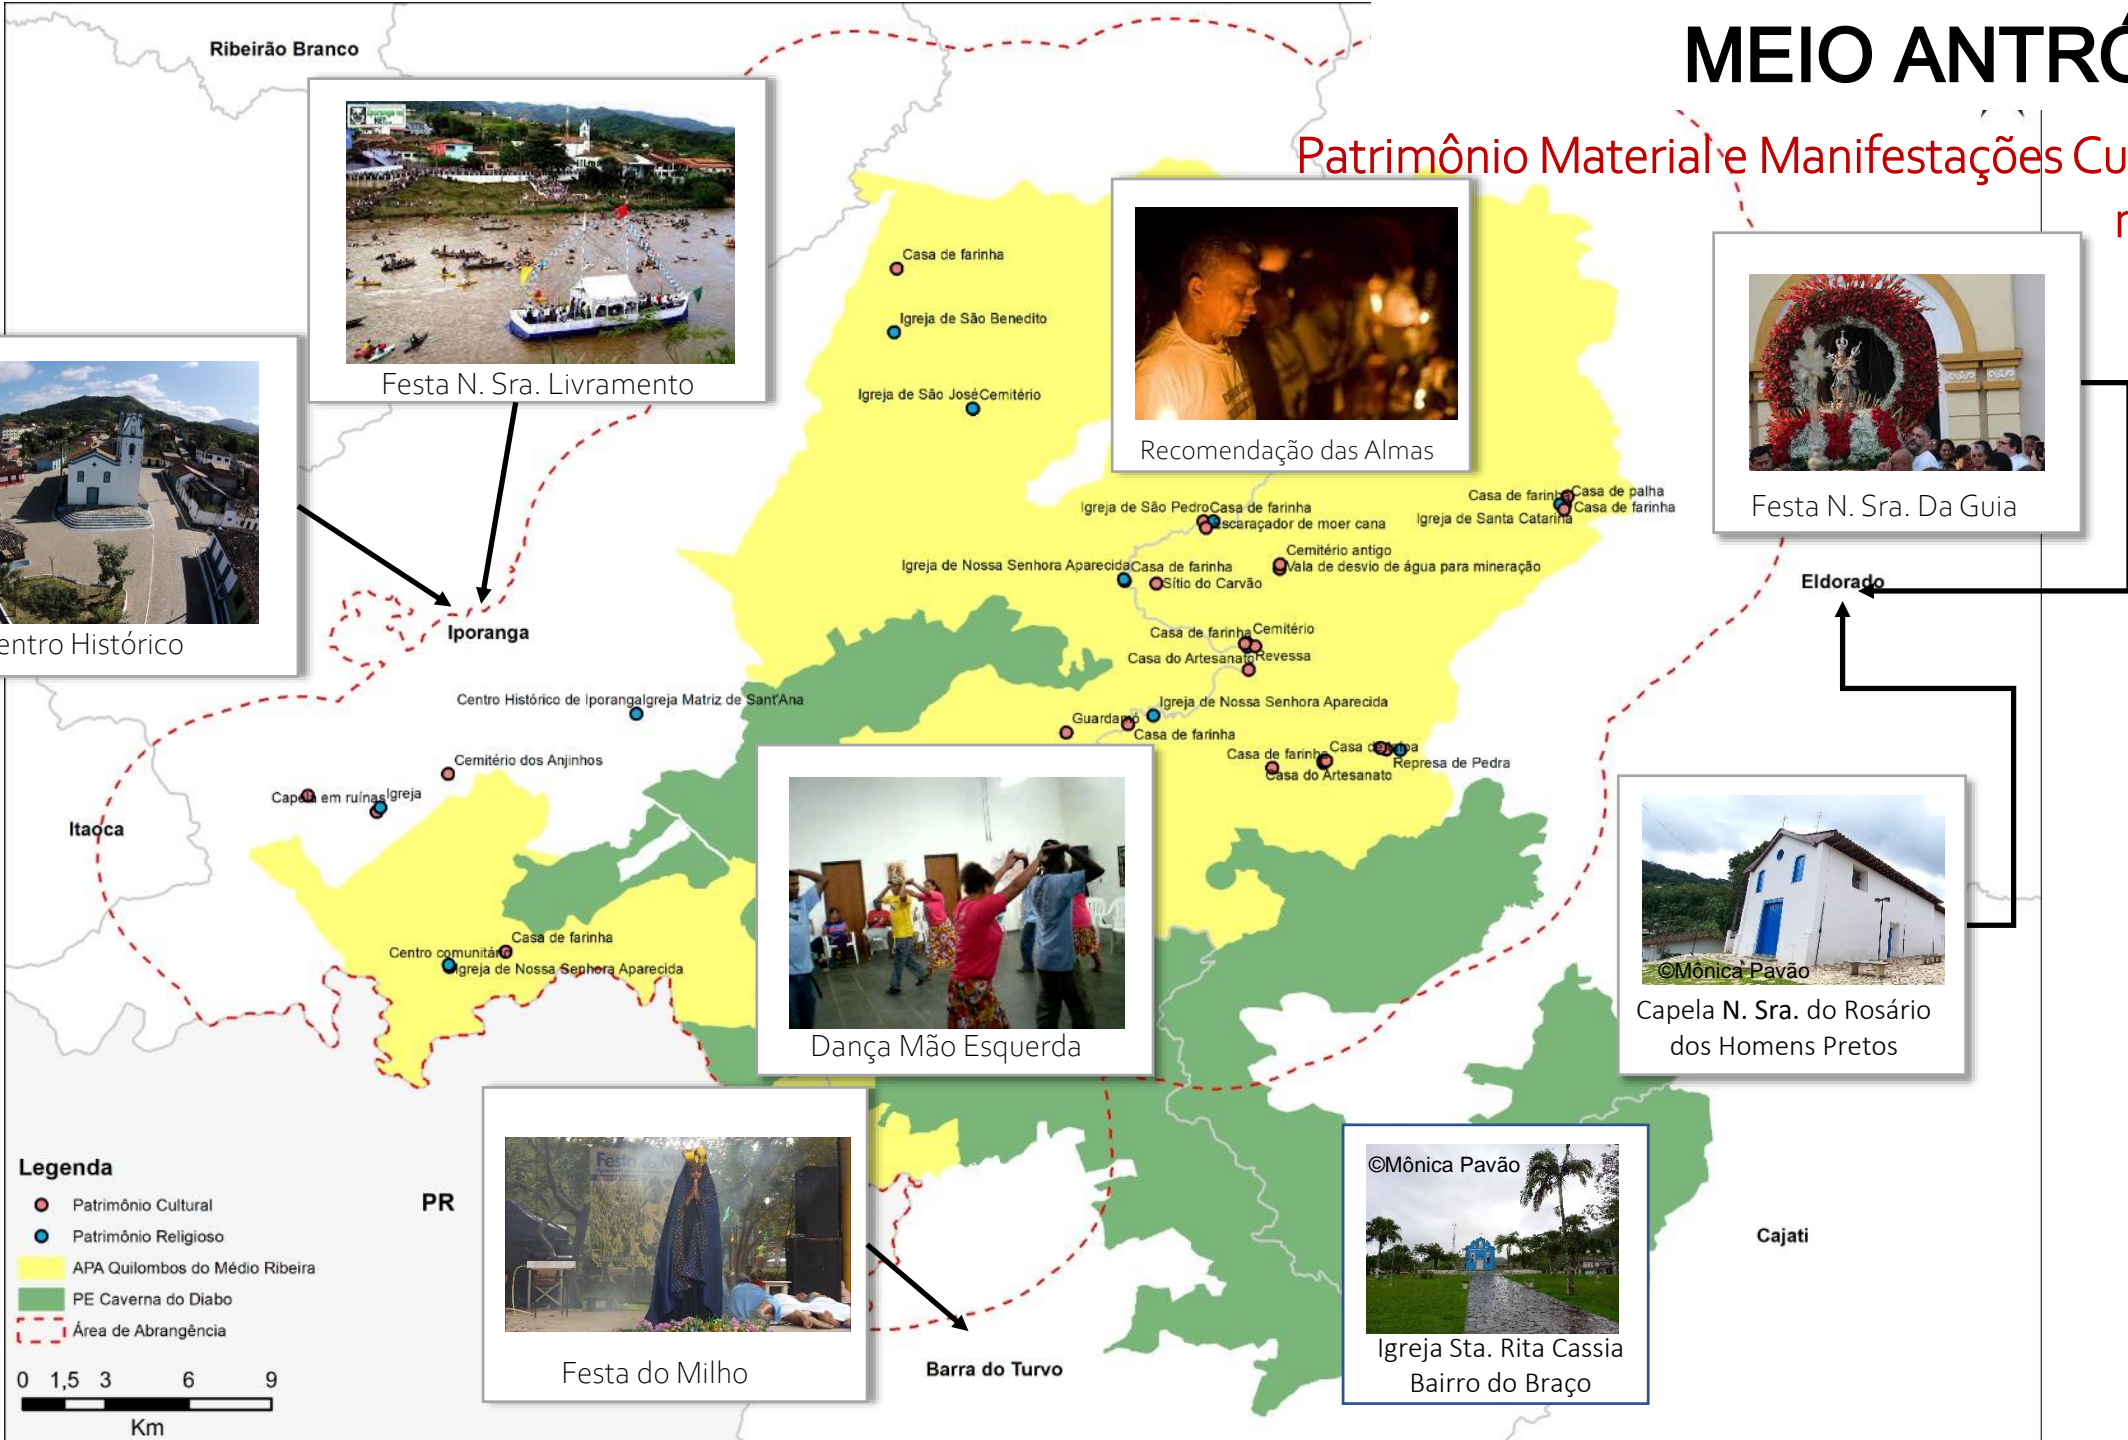 MEIO ANTRÓ
Patrimônio Material e Manifestações Cu
Ribeirão Branco
Festa N. Sra. Livramento
entro Histórico
Recomendação das Almas
Festa N. Sra. Da Guia
Casa de farinha
Igreja de São Benedito
Igreja de São José Cemitério
Igreja de São Pedro Casa de farinha
Escaraçador de moer cana
Casa de farinha Casa de palha
Casa de farinha
Igreja de Santa Catarina
Cemitério antigo
Vala de desvio de água para mineração
Igreja de Nossa Senhora Aparecida Casa de farinha
Sítio do Carvão
Eldorado
Iporanga
Casa de farinha Cemitério
Casa do Artesanato Revessa
Centro Histórico de Iporanga Igreja Matriz de Sant'Ana
Igreja de Nossa Senhora Aparecida
Guardamó
Casa de farinha
Casa de farinha
Casa de
Represa de Pedra
Casa do Artesanato
Cemitério dos Anjinhos
Capela em ruínas Igreja
Itaoca
Casa de farinha
Centro comunitário
Igreja de Nossa Senhora Aparecida
Dança Mão Esquerda
©Mônica Pavão
Capela N. Sra. do Rosário
dos Homens Pretos
Festa do Milho
©Mônica Pavão
Igreja Sta. Rita Cassia
Bairro do Braço
Cajati
Barra do Turvo
PR
Legenda
Patrimônio Cultural
Patrimônio Religioso
APA Quilombos do Médio Ribeira
PE Caverna do Diabo
Área de Abrangência
0 1,5 3 6 9
Km